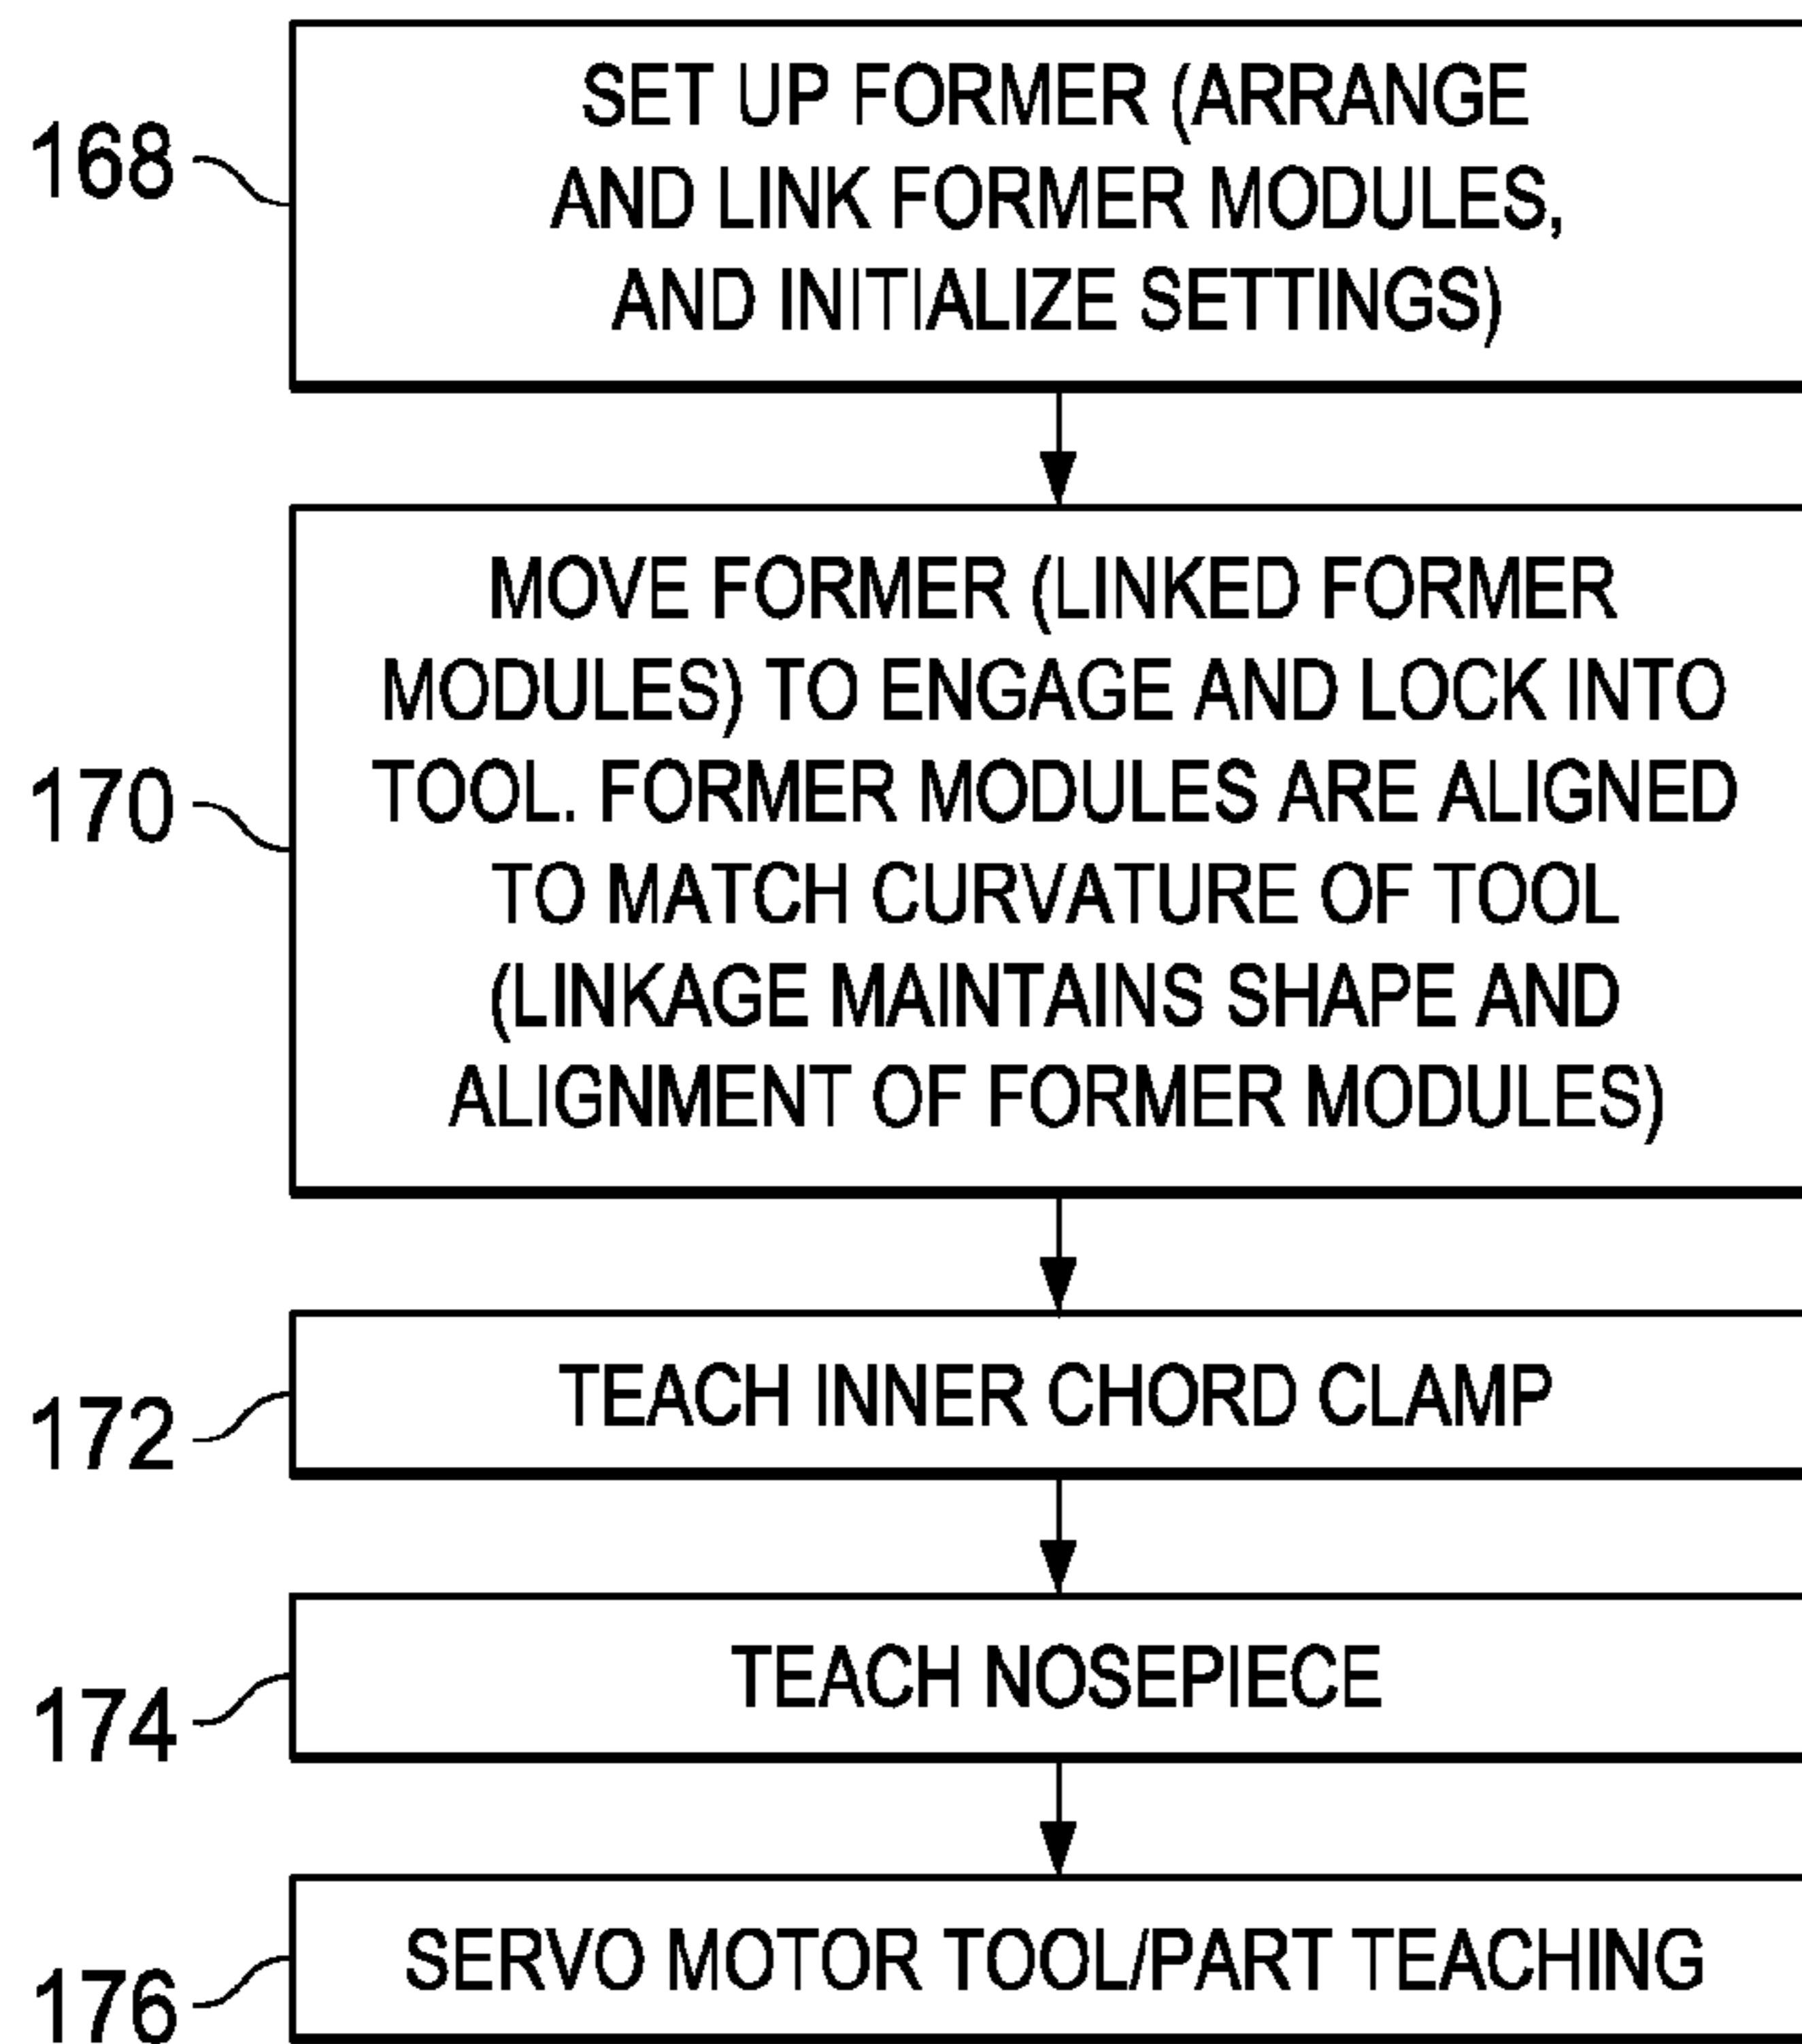 168
SET UP FORMER (ARRANGE
AND LINK FORMER MODULES,
AND INITIALIZE SETTINGS)
170
MOVE FORMER (LINKED FORMER
MODULES) TO ENGAGE AND LOCK INTO
TOOL. FORMER MODULES ARE ALIGNED
TO MATCH CURVATURE OF TOOL
(LINKAGE MAINTAINS SHAPE AND
ALIGNMENT OF FORMER MODULES)
172
TEACH INNER CHORD CLAMP
174
TEACH NOSEPIECE
176
SERVO MOTOR TOOL/PART TEACHING